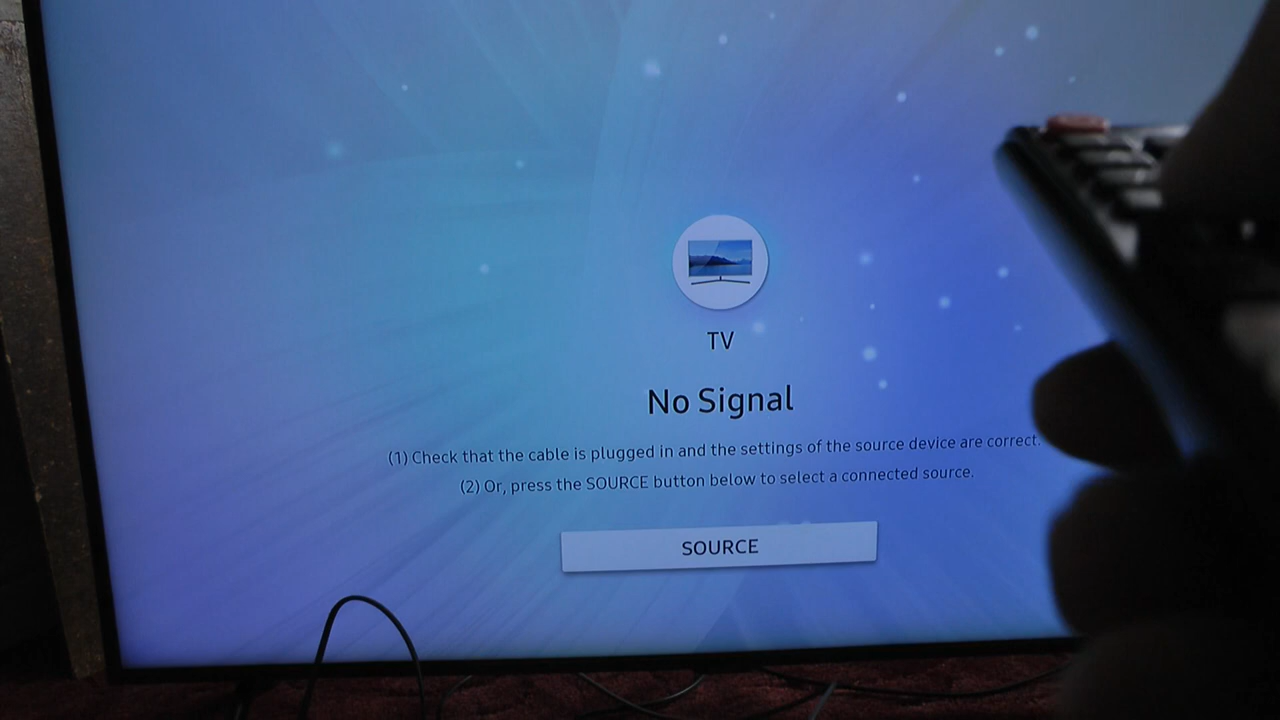 TV
No Signal
(1) Check that the cable is plugged in and the settings of the source device are correct.
(2) Or, press the SOURCE button below to select a connected source.
SOURCE